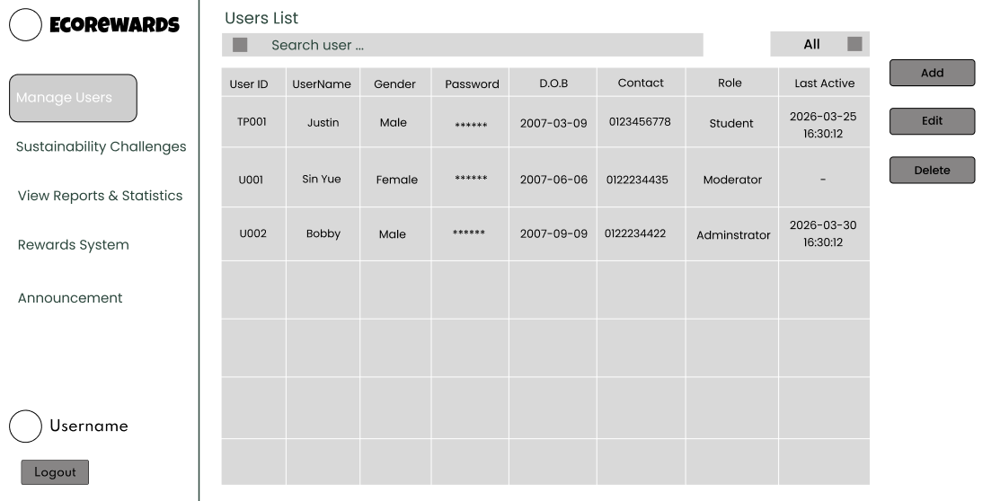 ECOREWARDS
Manage Users
Sustainability Challenges
View Reports & Statistics
Rewards System
Announcement
Username
Logout
Users List
Search user ...
All
User ID UserName Gender Password D.O.B Contact Role Last Active
TP001 Justin Male ****** 2007-03-09 0123456778 Student 2026-03-25
16:30:12
U001 Sin Yue Female ****** 2007-06-06 0122234435 Moderator -
U002 Bobby Male ****** 2007-09-09 0122234422 Adminstrator 2026-03-30
16:30:12
Add
Edit
Delete